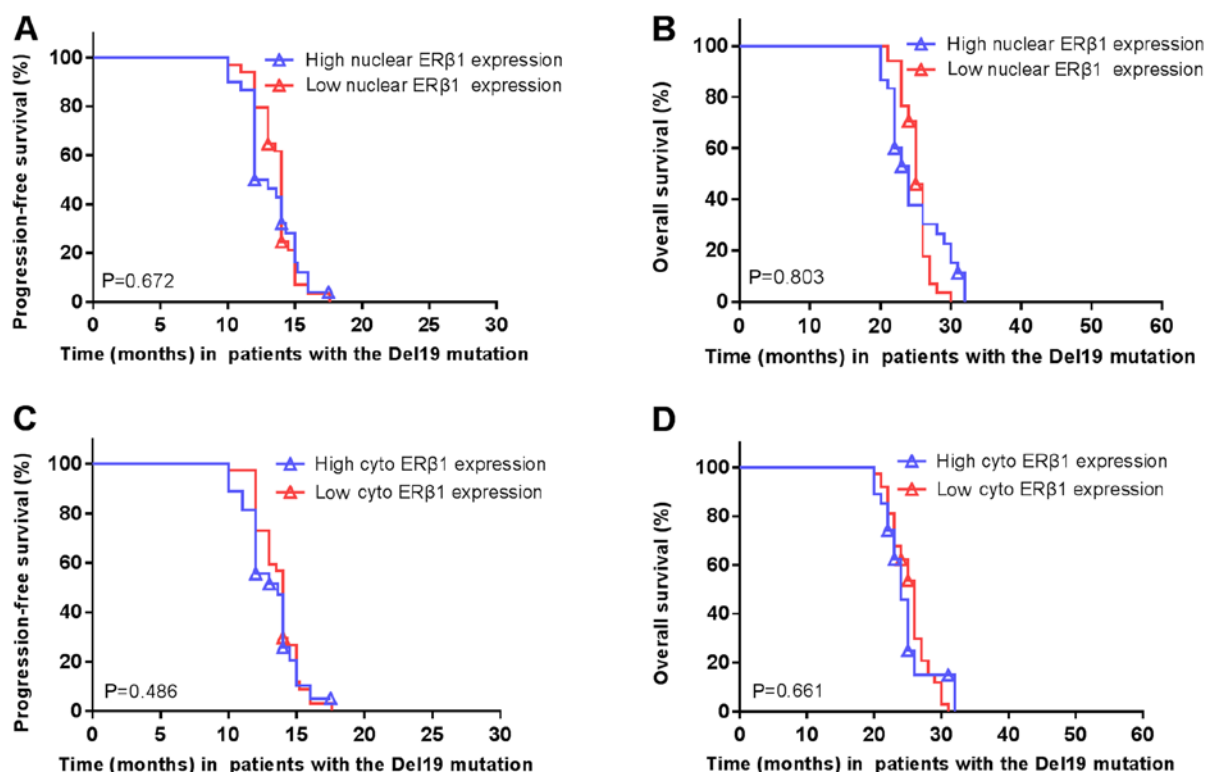 A
High nuclear ERβ1 expression
Low nuclear ERβ1 expression
Progression-free survival (%)
100
80
60
40
20
0
P=0.672
0 5 10 15 20 25 30
Time (months) in patients with the Del19 mutation
B
High nuclear ERβ1 expression
Low nuclear ERβ1 expression
Overall survival (%)
100
80
60
40
20
0
P=0.803
0 10 20 30 40 50 60
Time (months) in patients with the Del19 mutation
C
High cyto ERβ1 expression
Low cyto ERβ1 expression
Progression-free survival (%)
100
80
60
40
20
0
P=0.486
0 5 10 15 20 25 30
Time (months) in patients with the Del19 mutation
D
High cyto ERβ1 expression
Low cyto ERβ1 expression
Overall survival (%)
100
80
60
40
20
0
P=0.661
0 10 20 30 40 50 60
Time (months) in patients with the Del19 mutation